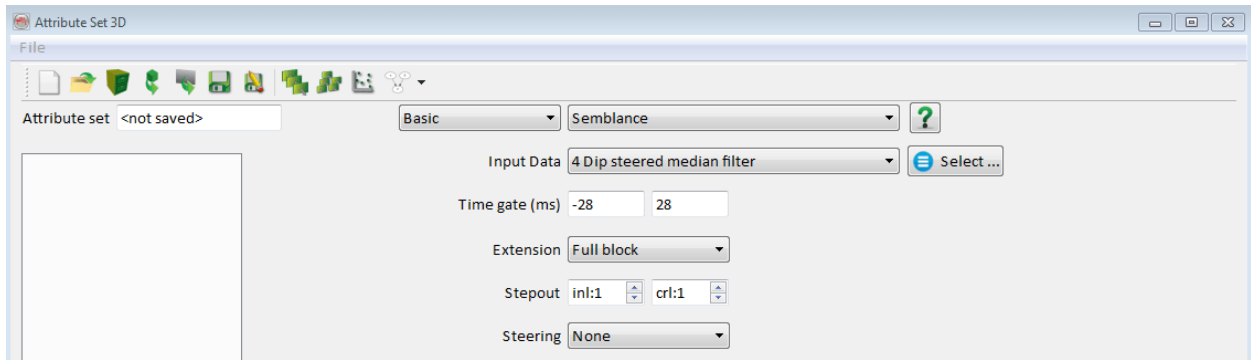 Attribute Set 3D
File
Attribute set <not saved> Basic Semblance ?
Input Data 4 Dip steered median filter Select ...
Time gate (ms) -28 28
Extension Full block
Stepout inl:1 crl:1
Steering None